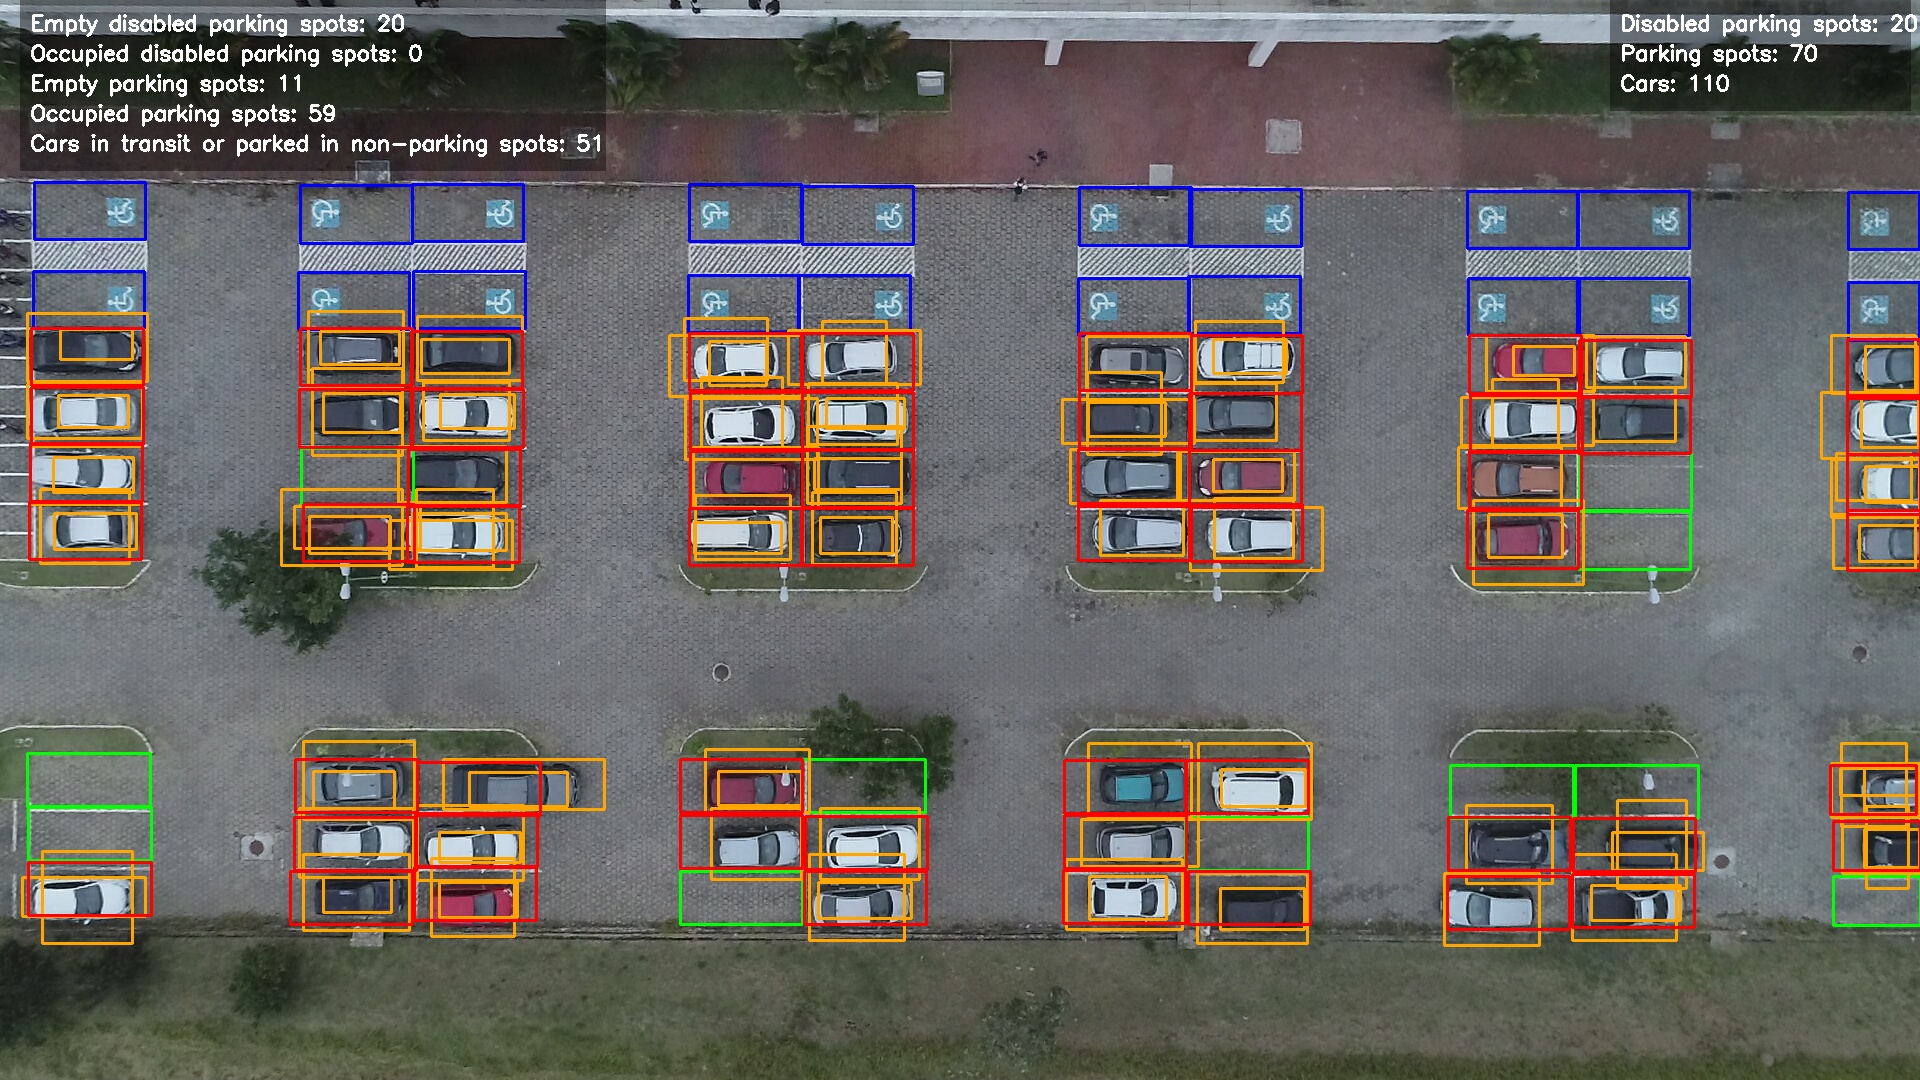 Empty disabled parking spots: 20
Occupied disabled parking spots: 0
Empty parking spots: 11
Occupied parking spots: 59
Cars in transit or parked in non-parking spots: 51
Disabled parking spots: 20
Parking spots: 70
Cars: 110